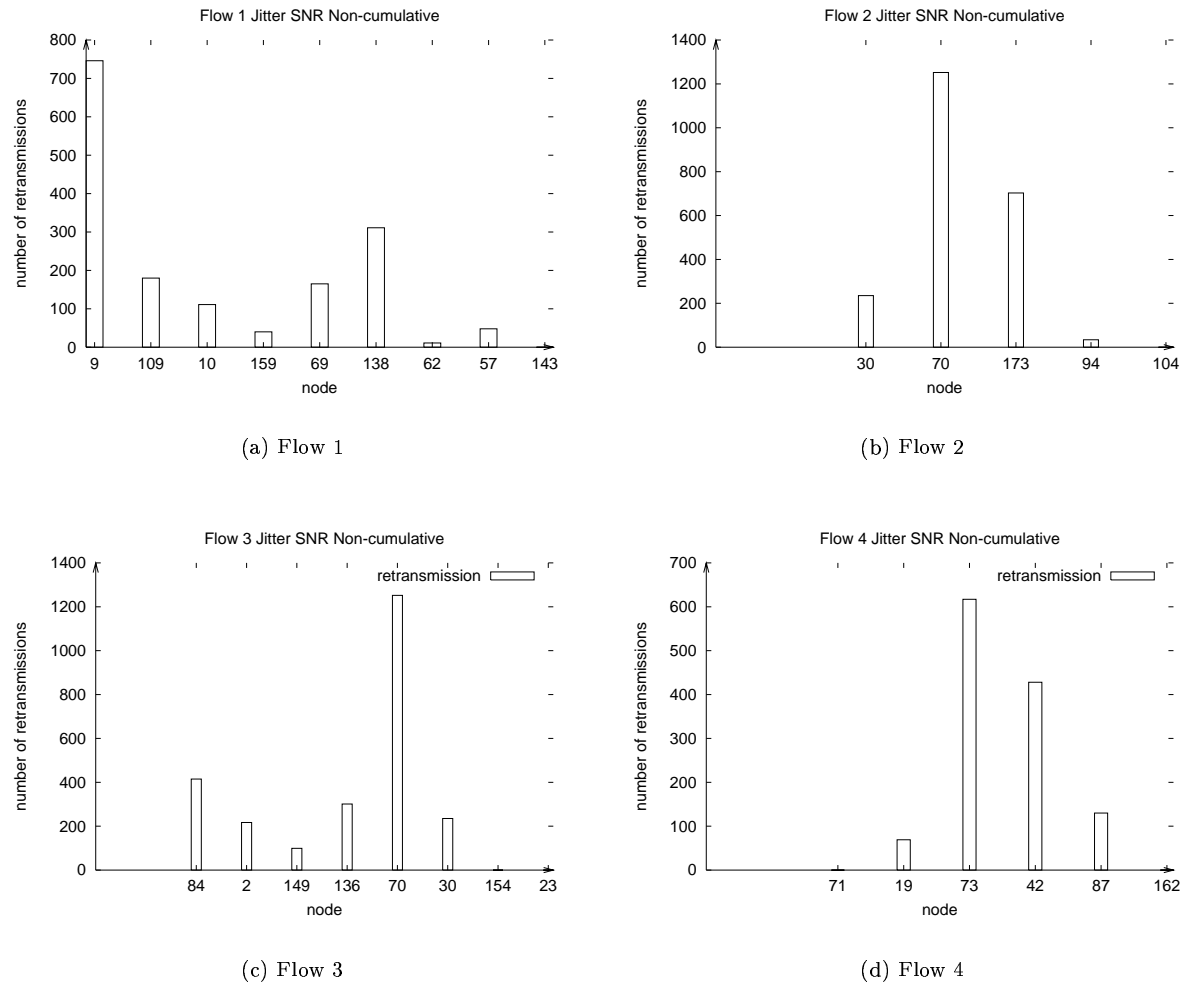 Flow 1 Jitter SNR Non-cumulative
800
700
600
500
400
300
200
100
0
number of retransmissions
9 109 10 159 69 138 62 57 143
node
(a) Flow 1
Flow 2 Jitter SNR Non-cumulative
1400
1200
1000
800
600
400
200
0
number of retransmissions
30 70 173 94 104
node
(b) Flow 2
Flow 3 Jitter SNR Non-cumulative
1400
1200
1000
800
600
400
200
0
number of retransmissions
retransmission
84 2 149 136 70 30 154 23
node
(c) Flow 3
Flow 4 Jitter SNR Non-cumulative
700
600
500
400
300
200
100
0
number of retransmissions
retransmission
71 19 73 42 87 162
node
(d) Flow 4